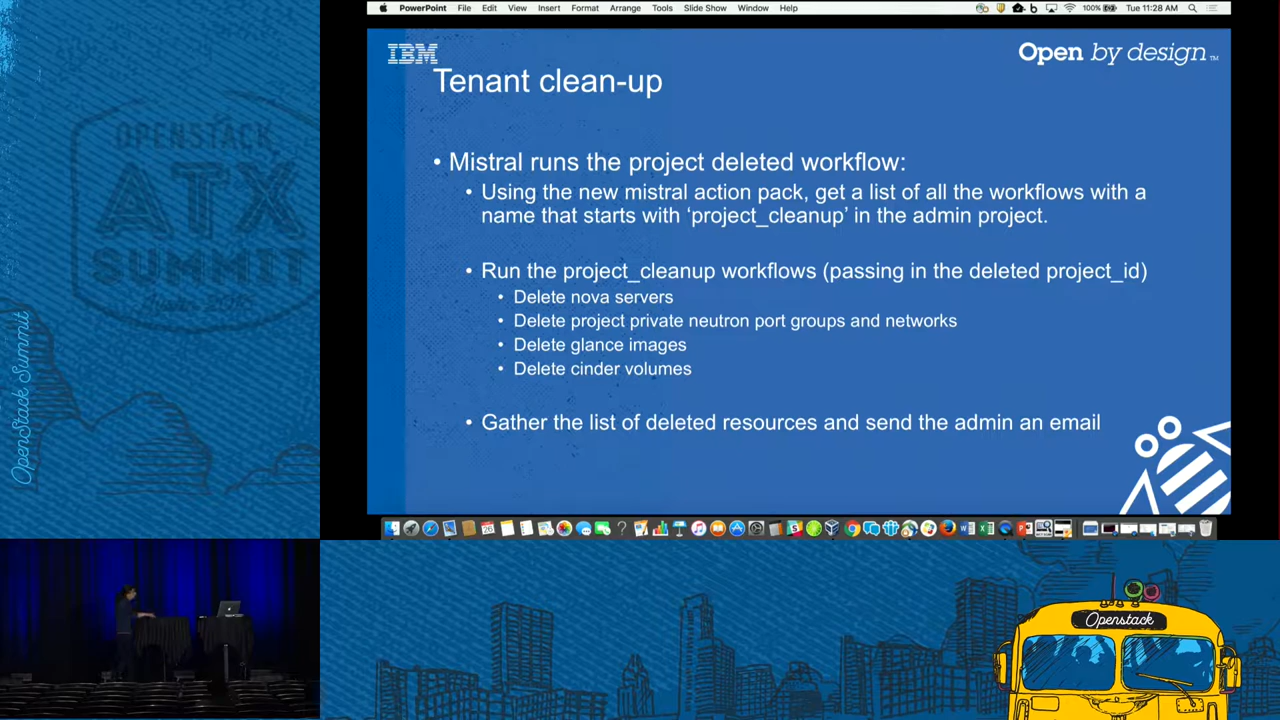 PowerPoint File Edit View Insert Format Arrange Tools Slide Show Window Help 100% Tue 11:28 AM
IBM
Open by design™
Tenant clean-up
• Mistral runs the project deleted workflow:
• Using the new mistral action pack, get a list of all the workflows with a
name that starts with ‘project_cleanup’ in the admin project.
• Run the project_cleanup workflows (passing in the deleted project_id)
• Delete nova servers
• Delete project private neutron port groups and networks
• Delete glance images
• Delete cinder volumes
• Gather the list of deleted resources and send the admin an email
OPENSTACK
ATX
SUMMIT
OpenStack Summit
Openstack